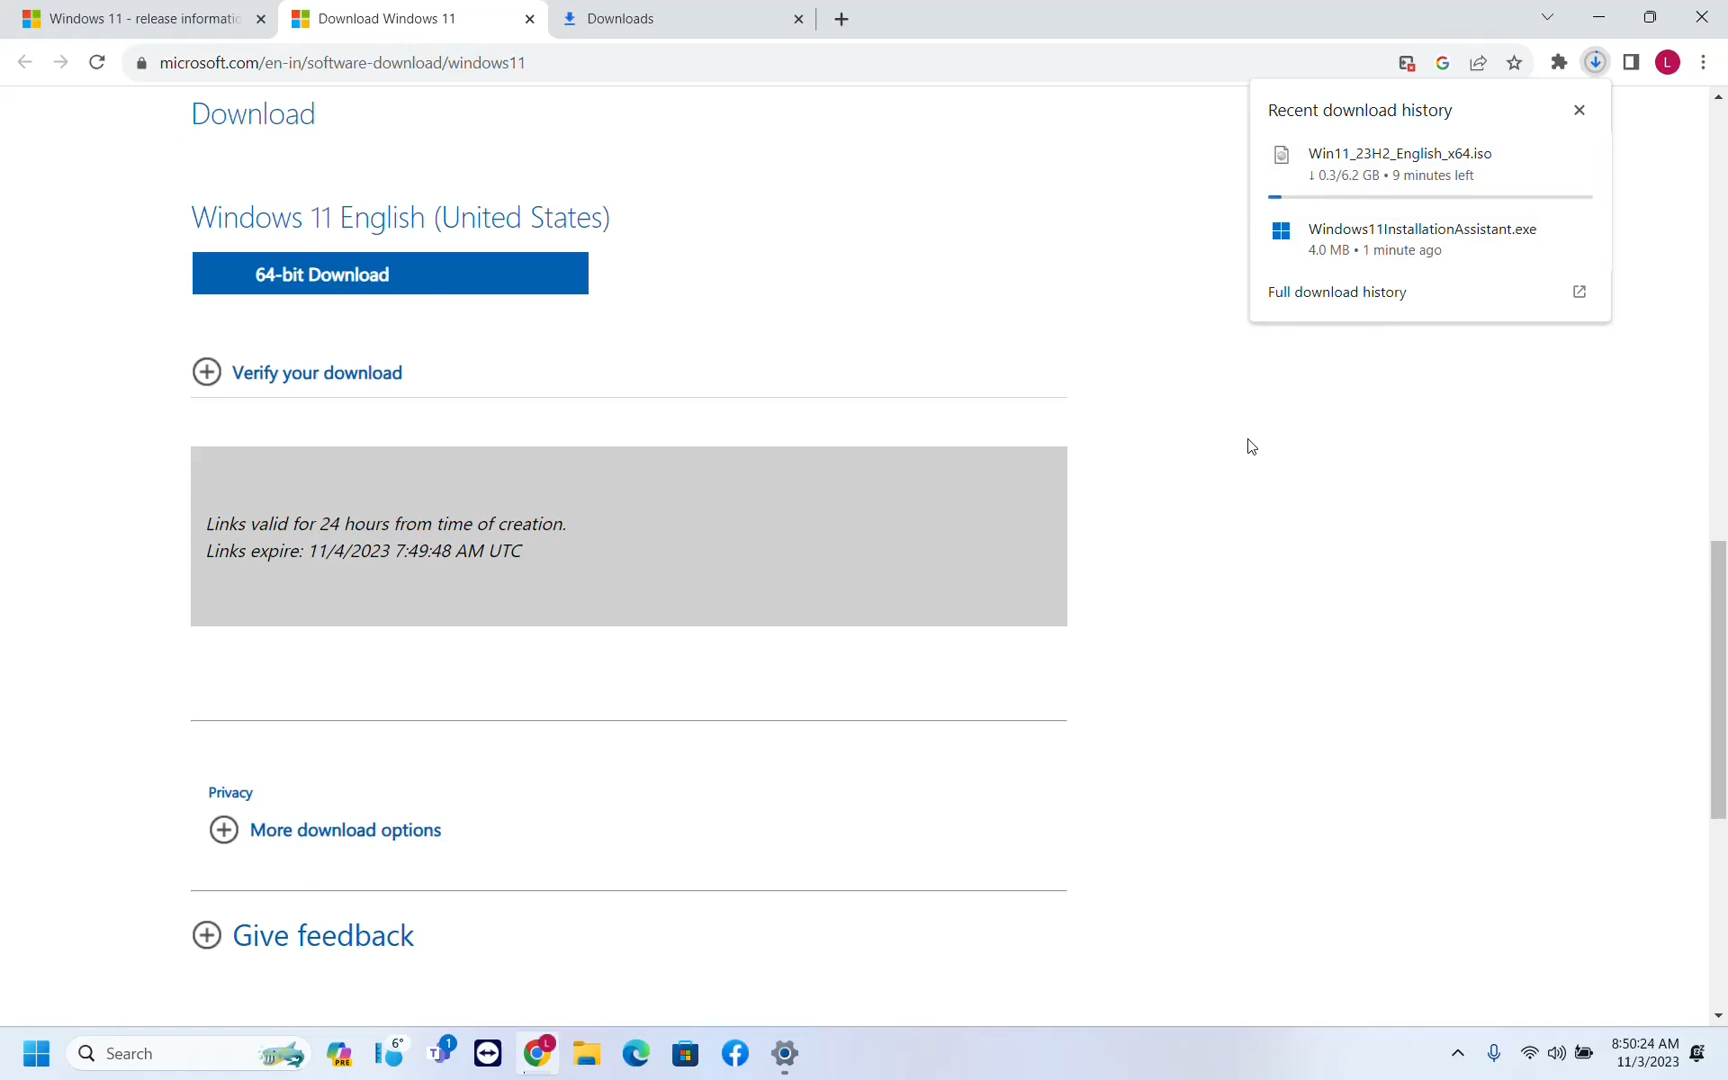 Windows 11 - release informatic
Download Windows 11
Downloads
microsoft.com/en-in/software-download/windows11
G
L
Download
Recent download history
Win11_23H2_English_x64.iso
↓ 0.3/6.2 GB • 9 minutes left
Windows11InstallationAssistant.exe
4.0 MB • 1 minute ago
Full download history
Windows 11 English (United States)
64-bit Download
Verify your download
Links valid for 24 hours from time of creation.
Links expire: 11/4/2023 7:49:48 AM UTC
Privacy
More download options
Give feedback
Search
PRE
6°
T
1
L
8:50:24 AM
11/3/2023